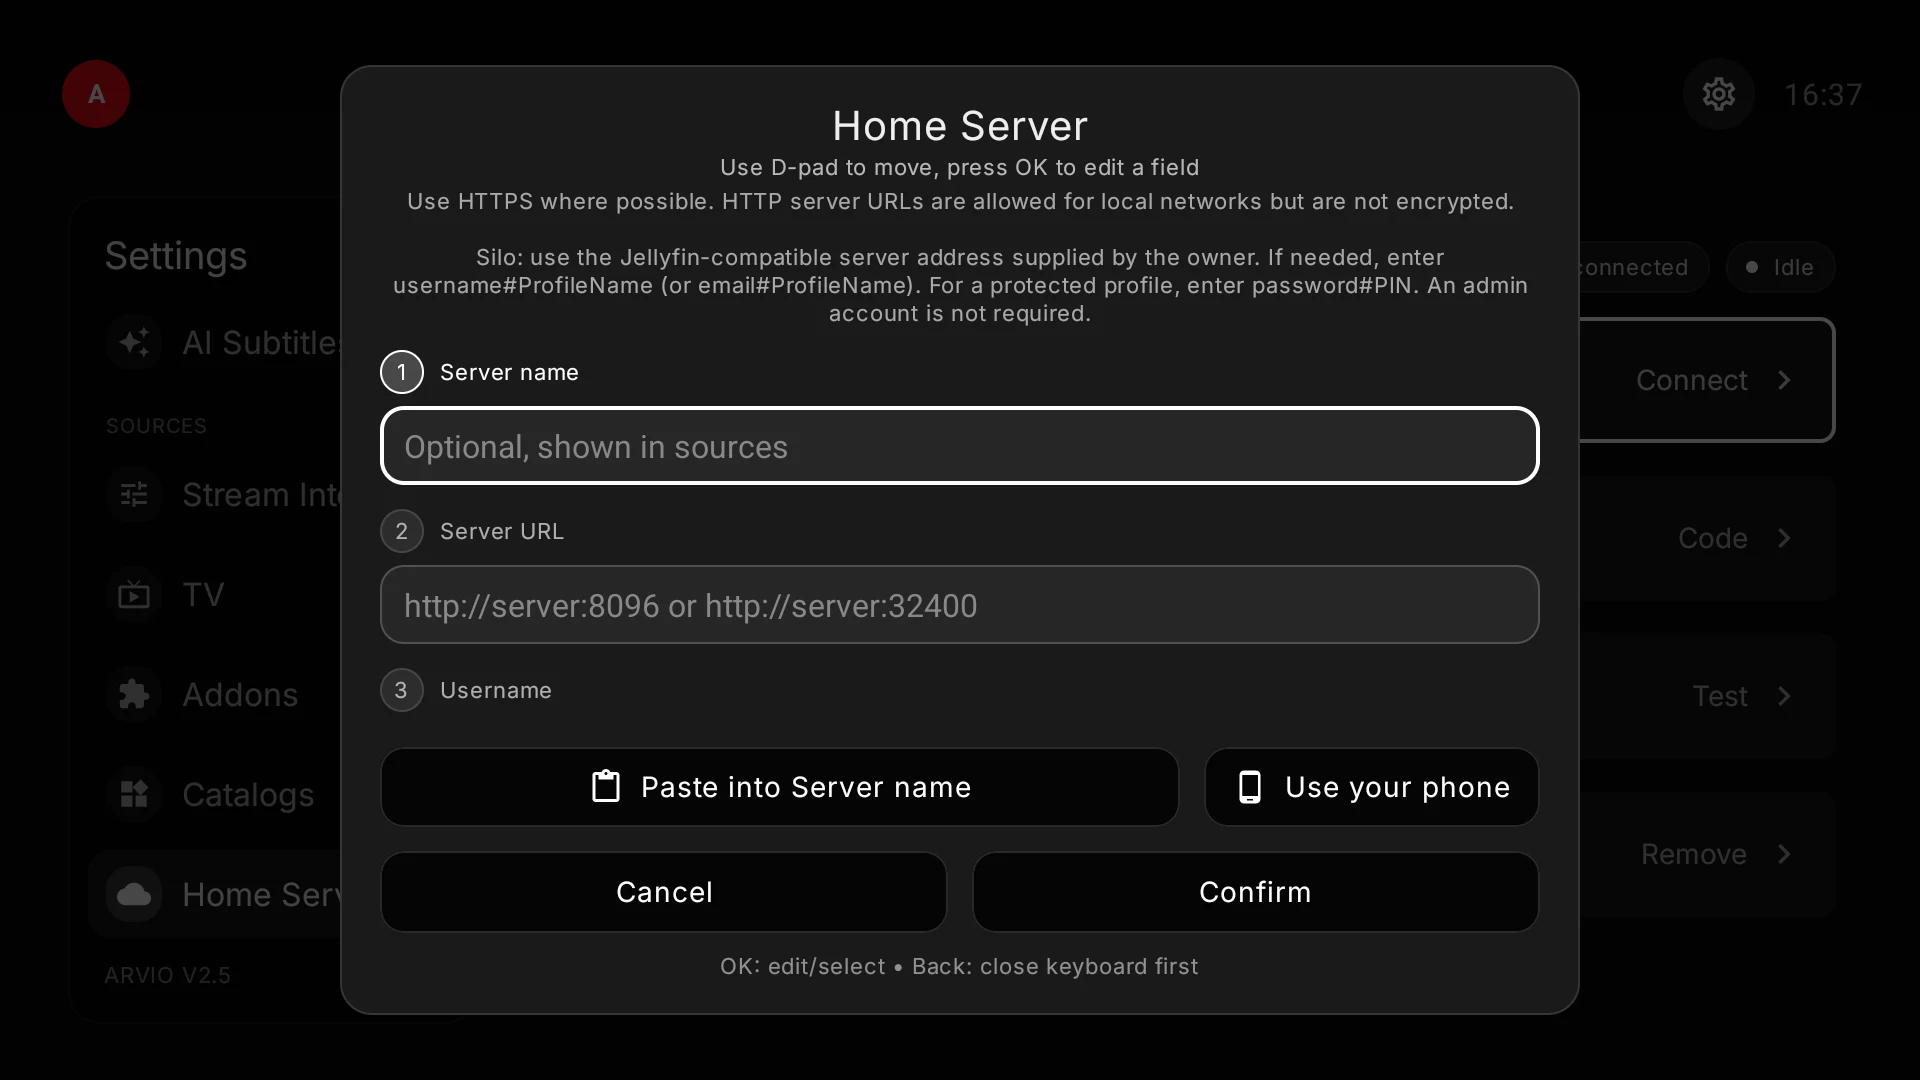 A
16:37
Settings
AI Subtitles
SOURCES
Stream Int
TV
Addons
Catalogs
Home Serv
ARVIO V2.5
Home Server
Use D-pad to move, press OK to edit a field
Use HTTPS where possible. HTTP server URLs are allowed for local networks but are not encrypted.
Silo: use the Jellyfin-compatible server address supplied by the owner. If needed, enter
username#ProfileName (or email#ProfileName). For a protected profile, enter password#PIN. An admin
account is not required.
1 Server name
Optional, shown in sources
2 Server URL
http://server:8096 or http://server:32400
3 Username
Paste into Server name
Use your phone
Cancel
Confirm
OK: edit/select • Back: close keyboard first
connected
Idle
Connect
Code
Test
Remove